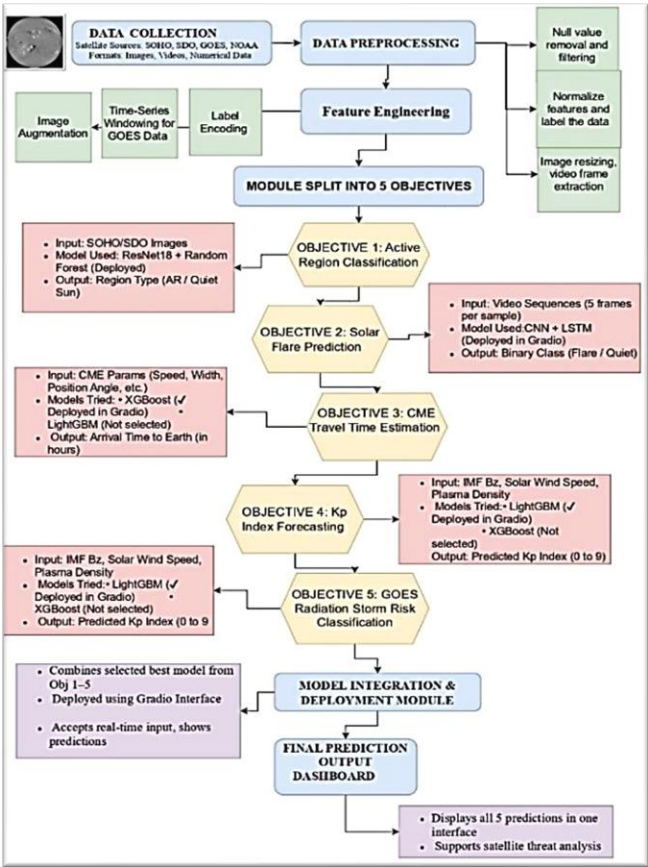 DATA COLLECTION
Satellite Sources: SOHO, SDO, GOES, NOAA
Formats: Images, Videos, Numerical Data
DATA PREPROCESSING
Null value
removal and
filtering
Normalize
features and
label the data
Image resizing,
video frame
extraction
Feature Engineering
Label
Encoding
Time-Series
Windowing for
GOES Data
Image
Augmentation
MODULE SPLIT INTO 5 OBJECTIVES
OBJECTIVE 1: Active
Region Classification
• Input: SOHO/SDO Images
• Model Used: ResNet18 + Random
Forest (Deployed)
• Output: Region Type (AR / Quiet
Sun)
OBJECTIVE 2: Solar
Flare Prediction
• Input: Video Sequences (5 frames
per sample)
• Model Used:CNN + LSTM
(Deployed in Gradio)
• Output: Binary Class (Flare / Quiet)
OBJECTIVE 3: CME
Travel Time Estimation
• Input: CME Params (Speed, Width,
Position Angle, etc.)
• Models Tried: • XGBoost (✓
Deployed in Gradio) •
LightGBM (Not selected)
• Output: Arrival Time to Earth (in
hours)
OBJECTIVE 4: Kp
Index Forecasting
• Input: IMF Bz, Solar Wind Speed,
Plasma Density
• Models Tried:• LightGBM (✓
Deployed in Gradio)
• XGBoost (Not
selected)
Output: Predicted Kp Index (0 to 9)
OBJECTIVE 5: GOES
Radiation Storm Risk
Classification
• Input: IMF Bz, Solar Wind Speed,
Plasma Density
• Models Tried:• LightGBM (✓
Deployed in Gradio) •
XGBoost (Not selected)
• Output: Predicted Kp Index (0 to 9
MODEL INTEGRATION &
DEPLOYMENT MODULE
• Combines selected best model from
Obj 1–5
• Deployed using Gradio Interface
• Accepts real-time input, shows
predictions
FINAL PREDICTION
OUTPUT
DASHBOARD
• Displays all 5 predictions in one
interface
• Supports satellite threat analysis